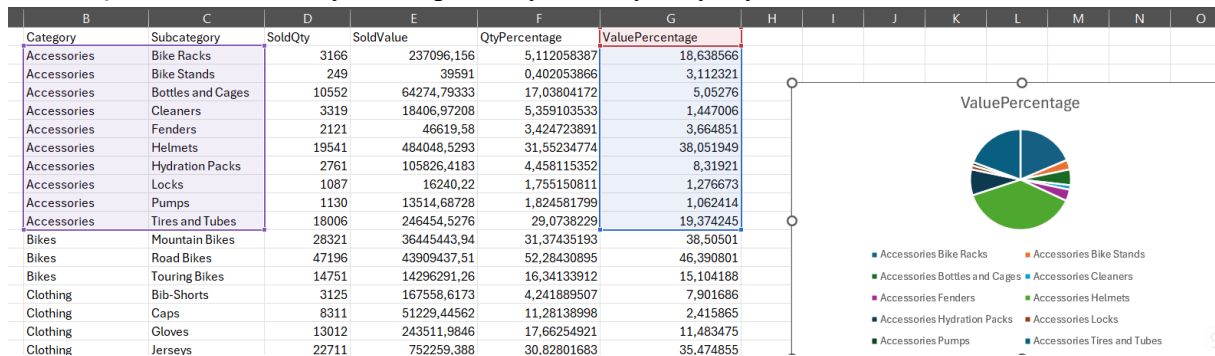 B C D E F G H I J K L M N O
Category Subcategory SoldQty SoldValue QtyPercentage ValuePercentage
Accessories Bike Racks 3166 237096,156 5,112058387 18,638566
Accessories Bike Stands 249 39591 0,402053866 3,112321
Accessories Bottles and Cages 10552 64274,79333 17,03804172 5,05276
Accessories Cleaners 3319 18406,97208 5,359103533 1,447006
Accessories Fenders 2121 46619,58 3,424723891 3,664851
Accessories Helmets 19541 484048,5293 31,55234774 38,051949
Accessories Hydration Packs 2761 105826,4183 4,458115352 8,31921
Accessories Locks 1087 16240,22 1,755150811 1,276673
Accessories Pumps 1130 13514,68728 1,824581799 1,062414
Accessories Tires and Tubes 18006 246454,5276 29,0738229 19,374245
Bikes Mountain Bikes 28321 36445443,94 31,37435193 38,50501
Bikes Road Bikes 47196 43909437,51 52,28430895 46,390801
Bikes Touring Bikes 14751 14296291,26 16,34133912 15,104188
Clothing Bib-Shorts 3125 167558,6173 4,241889507 7,901686
Clothing Caps 8311 51229,44562 11,28138998 2,415865
Clothing Gloves 13012 243511,9846 17,66254921 11,483475
Clothing Jerseys 22711 752259,388 30,82801683 35,474855
ValuePercentage
Accessories Bike Racks Accessories Bike Stands
Accessories Bottles and Cages Accessories Cleaners
Accessories Fenders Accessories Helmets
Accessories Hydration Packs Accessories Locks
Accessories Pumps Accessories Tires and Tubes